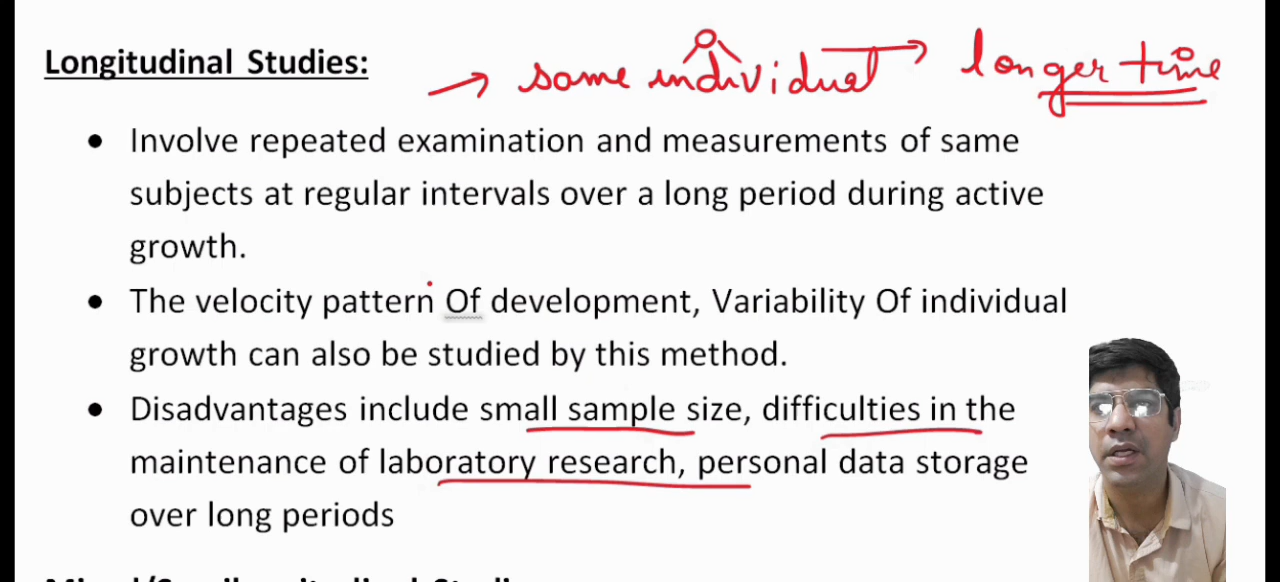 Longitudinal Studies:
→ same individual → longer time
• Involve repeated examination and measurements of same
subjects at regular intervals over a long period during active
growth.
• The velocity pattern Of development, Variability Of individual
growth can also be studied by this method.
• Disadvantages include small sample size, difficulties in the
maintenance of laboratory research, personal data storage
over long periods